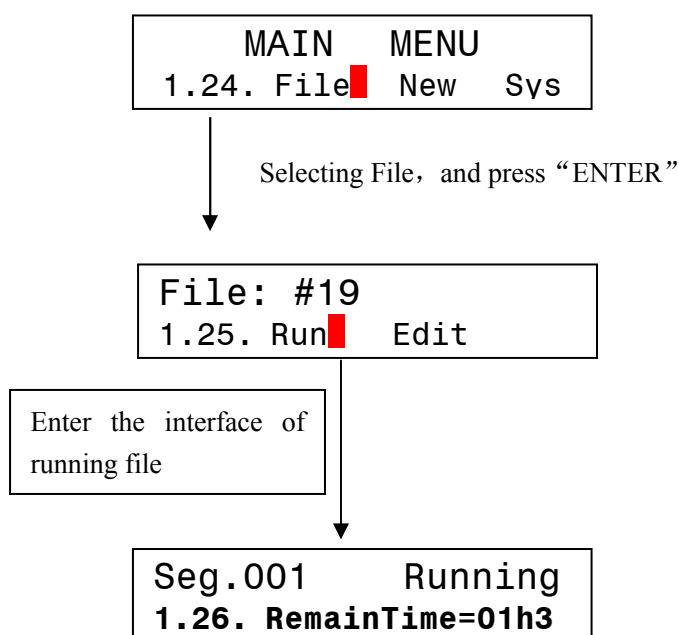 MAIN MENU
1.24. File New Sys
Selecting File，and press“ENTER”
File: #19
1.25. Run Edit
Enter the interface of
running file
Seg.001 Running
1.26. RemainTime=01h3